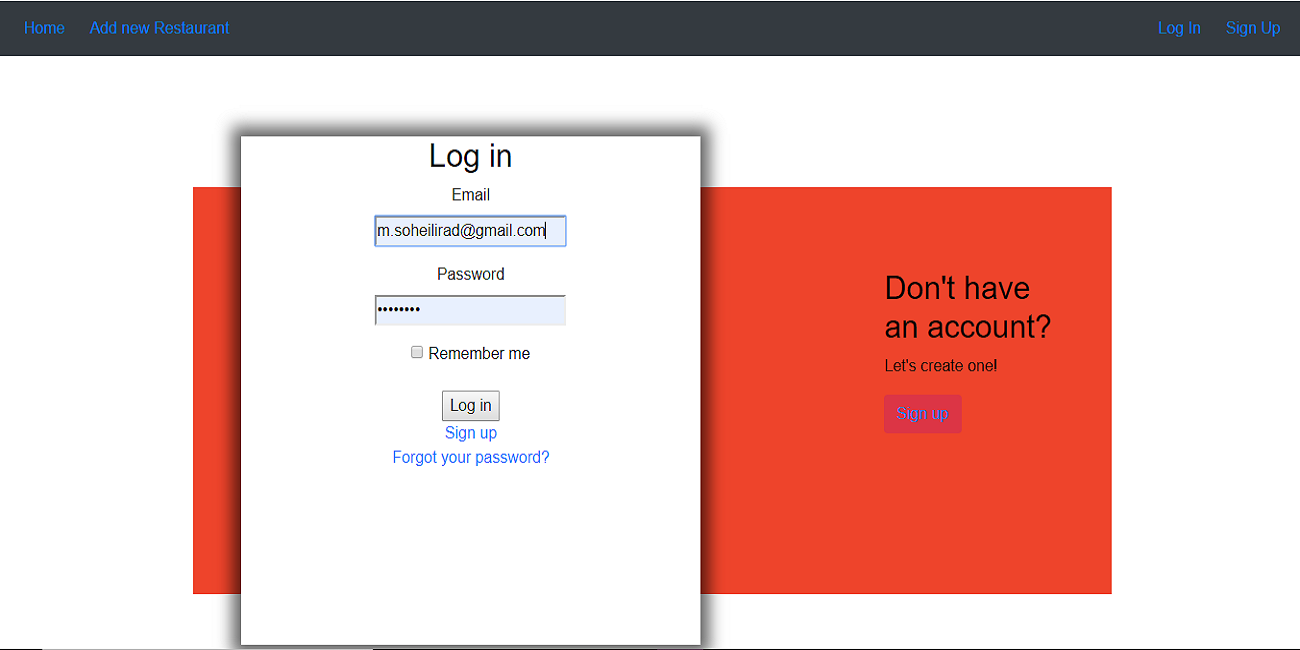 Home Add new Restaurant Log In Sign Up
Log in
Email
m.soheilirad@gmail.com
Password
••••••••
Remember me
Log in
Sign up
Forgot your password?
Don't have
an account?
Let's create one!
Sign up